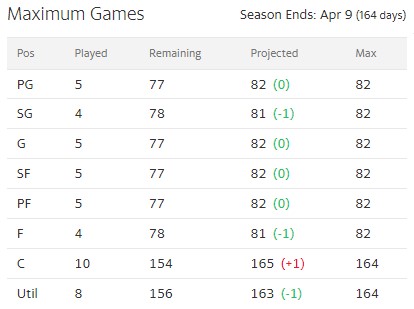 Maximum Games Season Ends: Apr 9 (164 days)
Pos Played Remaining Projected Max
PG 5 77 82 (0) 82
SG 4 78 81 (-1) 82
G 5 77 82 (0) 82
SF 5 77 82 (0) 82
PF 5 77 82 (0) 82
F 4 78 81 (-1) 82
C 10 154 165 (+1) 164
Util 8 156 163 (-1) 164